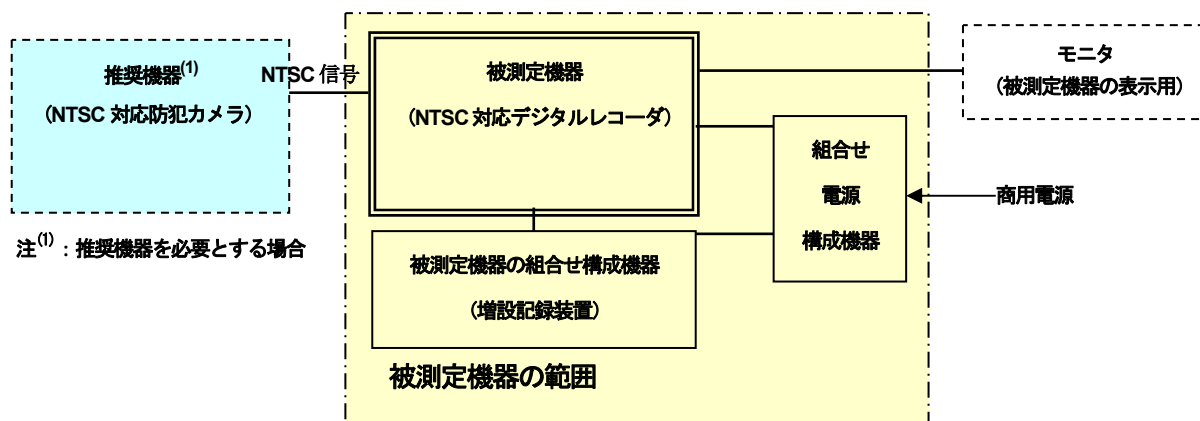 推奨機器(1)
(NTSC 対応防犯カメラ)
NTSC 信号
被測定機器
(NTSC 対応デジタルレコーダ)
モニタ
(被測定機器の表示用)
組合せ
電源
構成機器
商用電源
注(1)：推奨機器を必要とする場合
被測定機器の組合せ構成機器
(増設記録装置)
被測定機器の範囲